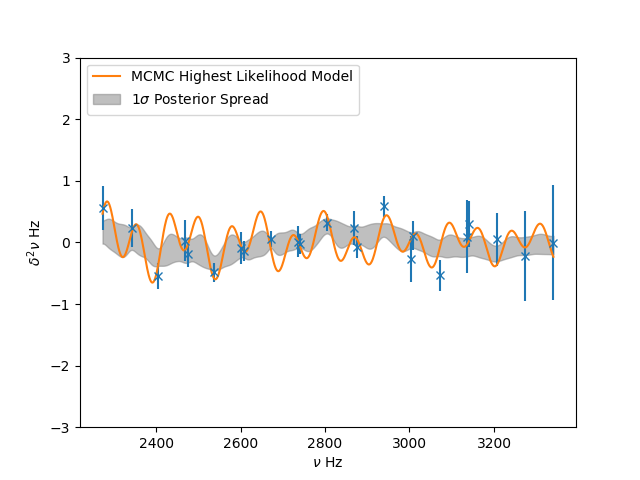 3
2
1
0
−1
−2
−3
δ²ν Hz
MCMC Highest Likelihood Model
1σ Posterior Spread
2400 2600 2800 3000 3200
ν Hz